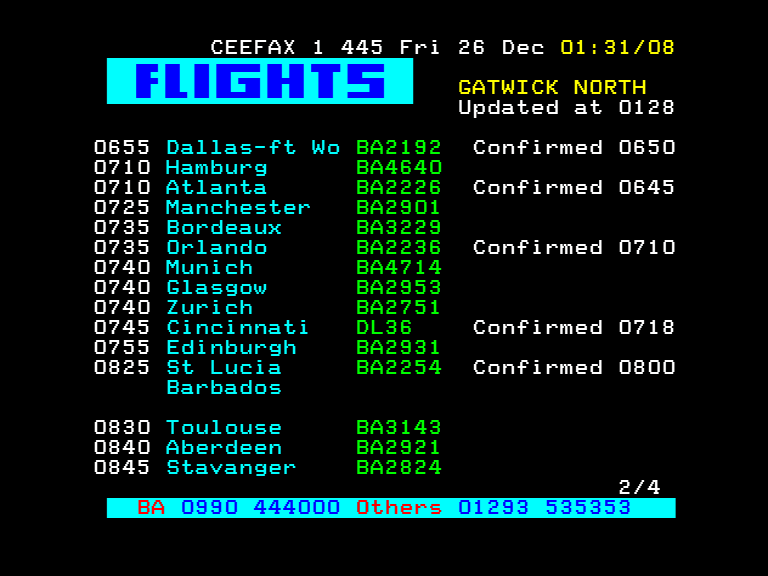 CEEFAX 1 445 Fri 26 Dec 01:31/08
FLIGHTS
GATWICK NORTH
Updated at 0128
0655 Dallas-ft Wo BA2192 Confirmed 0650
0710 Hamburg BA4640
0710 Atlanta BA2226 Confirmed 0645
0725 Manchester BA2901
0735 Bordeaux BA3229
0735 Orlando BA2236 Confirmed 0710
0740 Munich BA4714
0740 Glasgow BA2953
0740 Zurich BA2751
0745 Cincinnati DL36 Confirmed 0718
0755 Edinburgh BA2931
0825 St Lucia BA2254 Confirmed 0800
Barbados
0830 Toulouse BA3143
0840 Aberdeen BA2921
0845 Stavanger BA2824
2/4
BA 0990 444000 Others 01293 535353